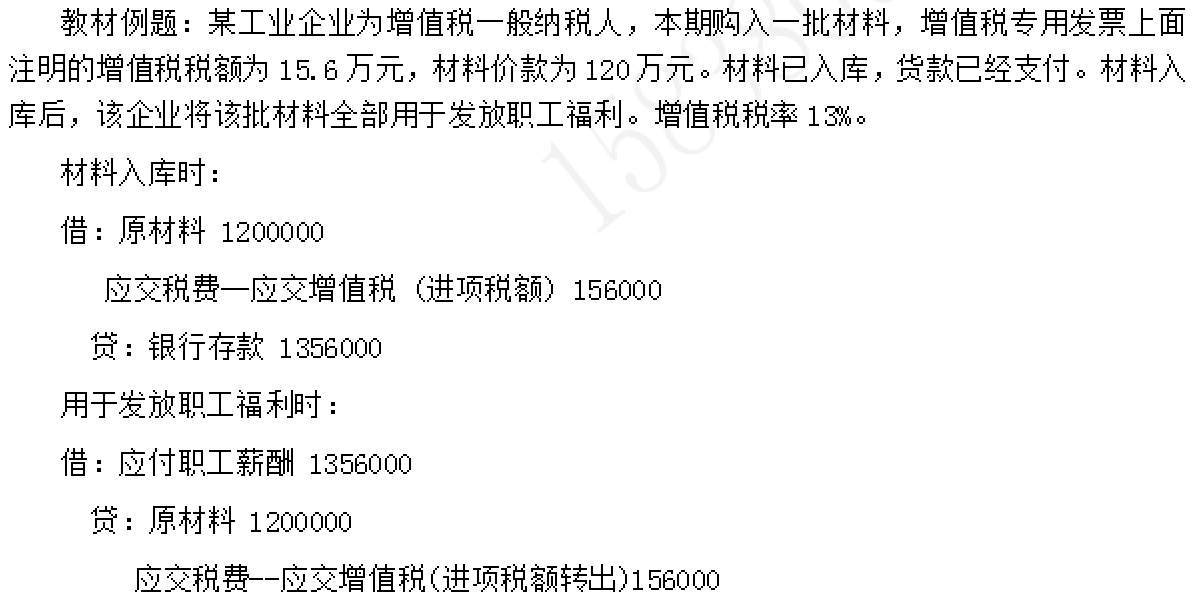 教材例题：某工业企业为增值税一般纳税人，本期购入一批材料，增值税专用发票上面
注明的增值税税额为 15.6 万元，材料价款为 120 万元。材料已入库，货款已经支付。材料入
库后，该企业将该批材料全部用于发放职工福利。增值税税率 13%。
材料入库时：
借：原材料 1200000
应交税费—应交增值税（进项税额）156000
贷：银行存款 1356000
用于发放职工福利时：
借：应付职工薪酬 1356000
贷：原材料 1200000
应交税费--应交增值税(进项税额转出)156000